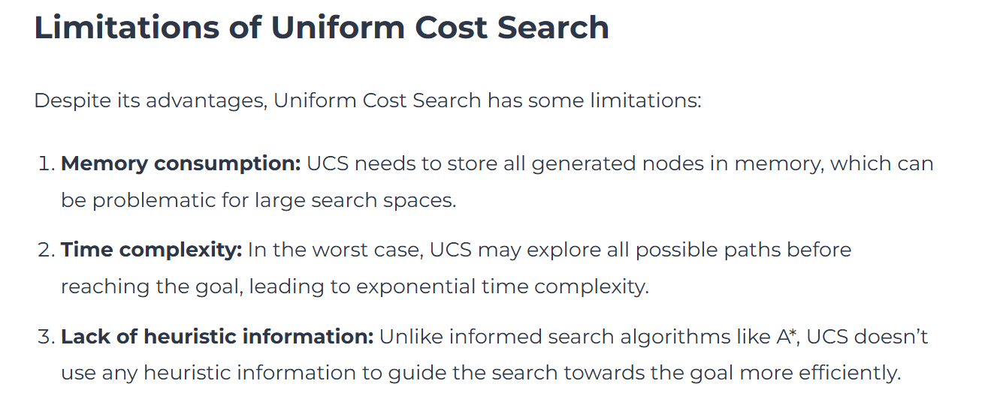 Limitations of Uniform Cost Search
Despite its advantages, Uniform Cost Search has some limitations:
1. Memory consumption: UCS needs to store all generated nodes in memory, which can
be problematic for large search spaces.
2. Time complexity: In the worst case, UCS may explore all possible paths before
reaching the goal, leading to exponential time complexity.
3. Lack of heuristic information: Unlike informed search algorithms like A*, UCS doesn’t
use any heuristic information to guide the search towards the goal more efficiently.